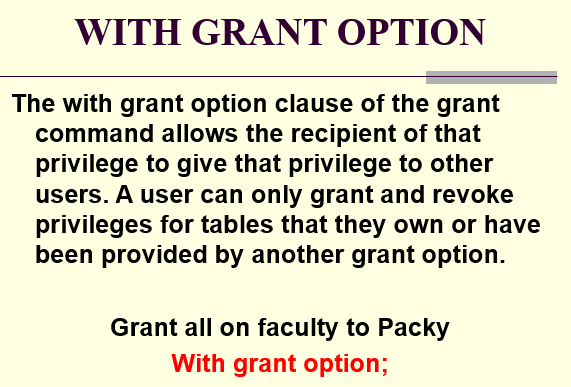 WITH GRANT OPTION
The with grant option clause of the grant
command allows the recipient of that
privilege to give that privilege to other
users. A user can only grant and revoke
privileges for tables that they own or have
been provided by another grant option.
Grant all on faculty to Packy
With grant option;